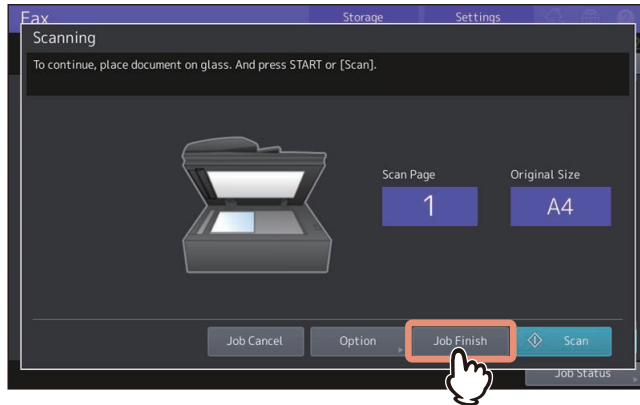 Fax
Storage
Settings
Scanning
To continue, place document on glass. And press START or [Scan].
Scan Page
Original Size
1
A4
Job Cancel
Option
Job Finish
Scan
Job Status